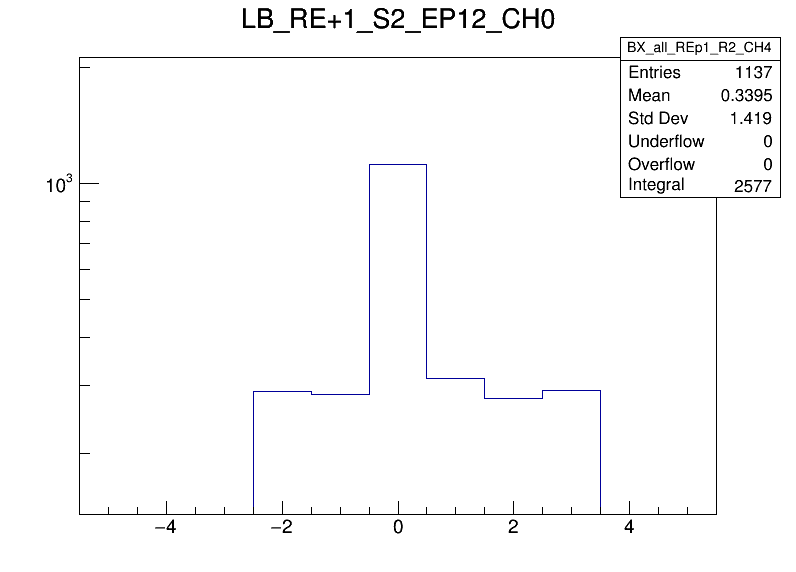 LB_RE+1_S2_EP12_CH0
BX_all_REp1_R2_CH4
Entries 1137
Mean 0.3395
Std Dev 1.419
Underflow 0
Overflow 0
Integral 2577
10³
−4 −2 0 2 4